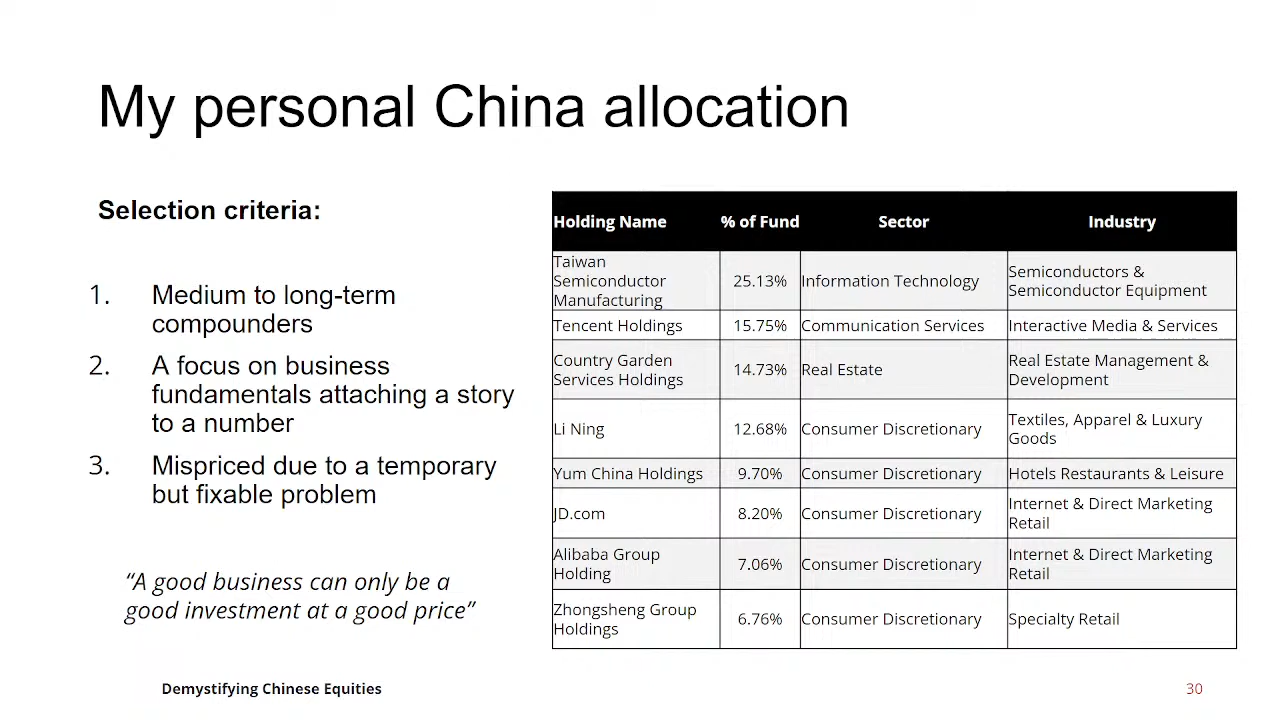 My personal China allocation
Selection criteria:
1. Medium to long-term
compounders
2. A focus on business
fundamentals attaching a story
to a number
3. Mispriced due to a temporary
but fixable problem
“A good business can only be a
good investment at a good price”
Holding Name % of Fund Sector Industry
Taiwan
Semiconductor
Manufacturing
25.13% Information Technology
Semiconductors &
Semiconductor Equipment
Tencent Holdings 15.75% Communication Services Interactive Media & Services
Country Garden
Services Holdings
14.73% Real Estate
Real Estate Management &
Development
Li Ning 12.68% Consumer Discretionary
Textiles, Apparel & Luxury
Goods
Yum China Holdings 9.70% Consumer Discretionary Hotels Restaurants & Leisure
JD.com 8.20% Consumer Discretionary
Internet & Direct Marketing
Retail
Alibaba Group
Holding
7.06% Consumer Discretionary
Internet & Direct Marketing
Retail
Zhongsheng Group
Holdings
6.76% Consumer Discretionary Specialty Retail
Demystifying Chinese Equities 30